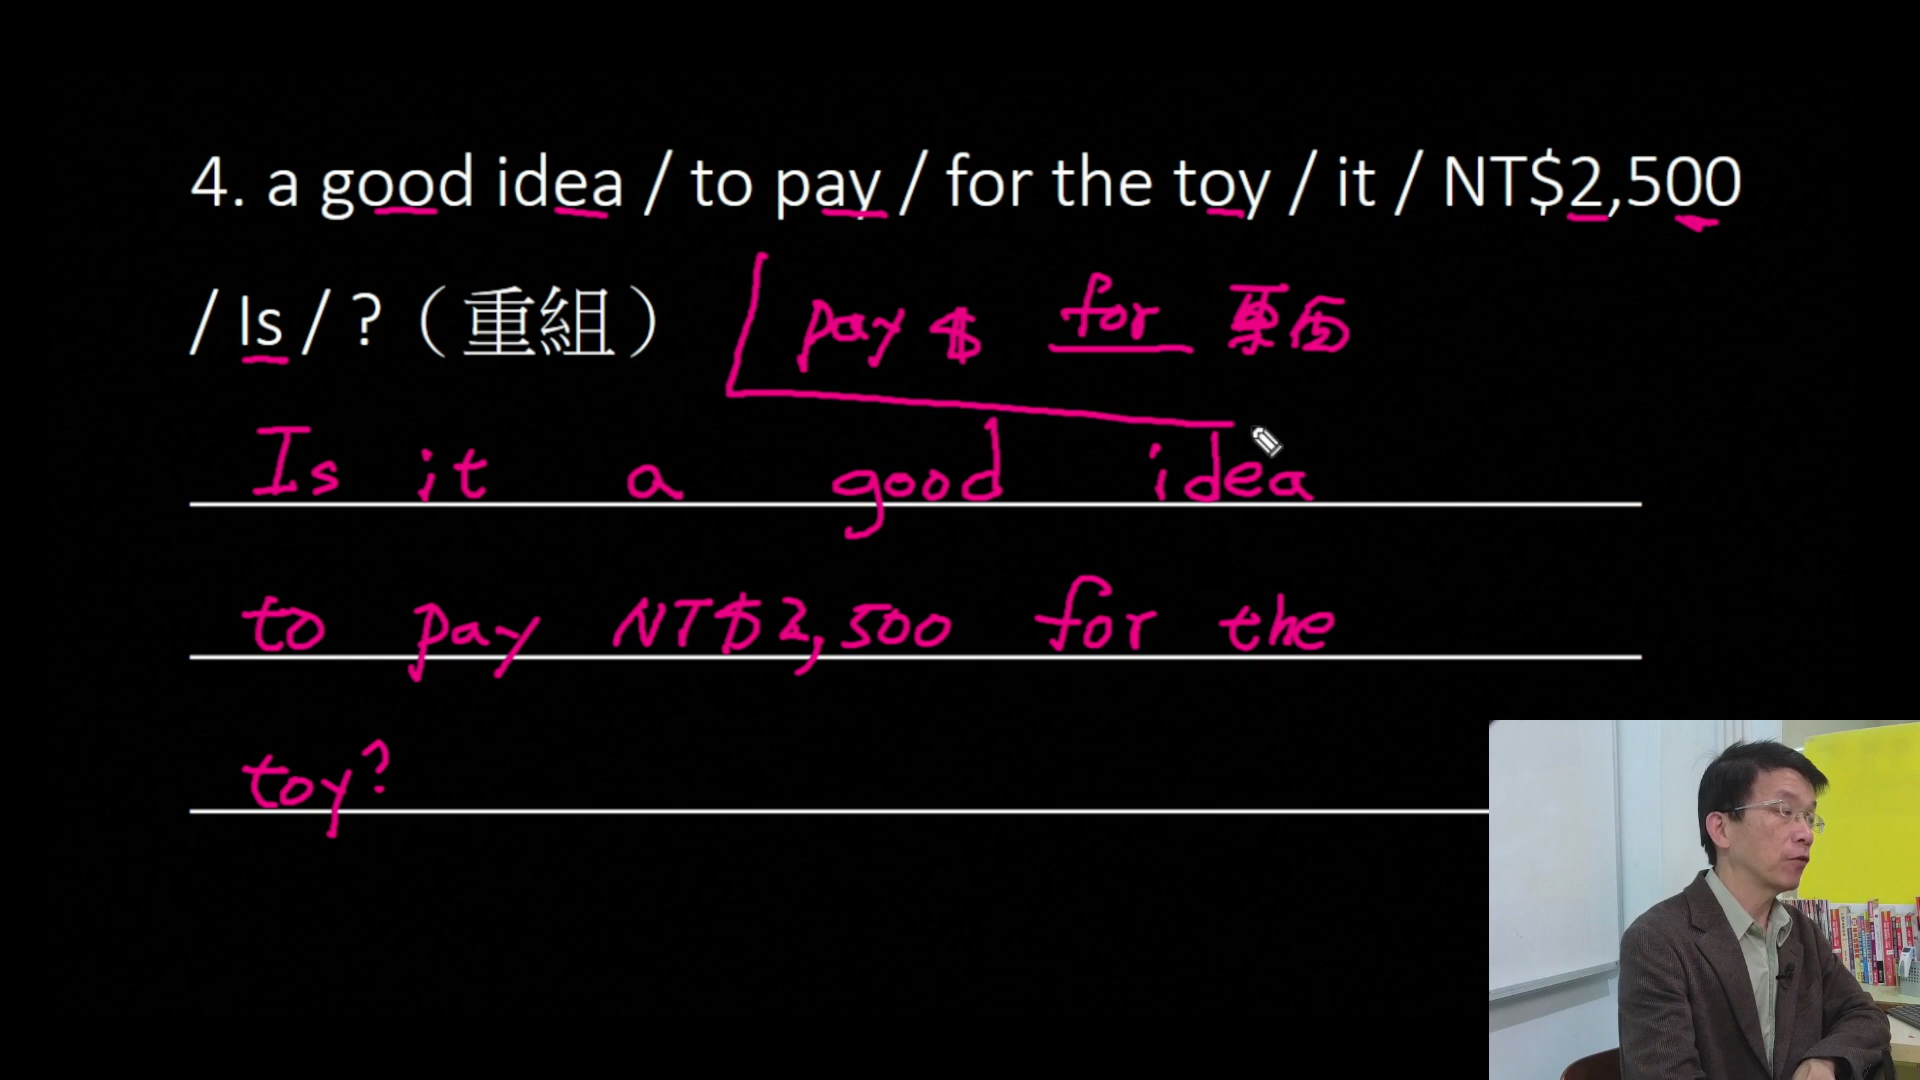 4. a good idea / to pay / for the toy / it / NT$2,500
/ Is / ?（重組）
pay $ for 東西
Is it a good idea
to pay NT$2,500 for the
toy?